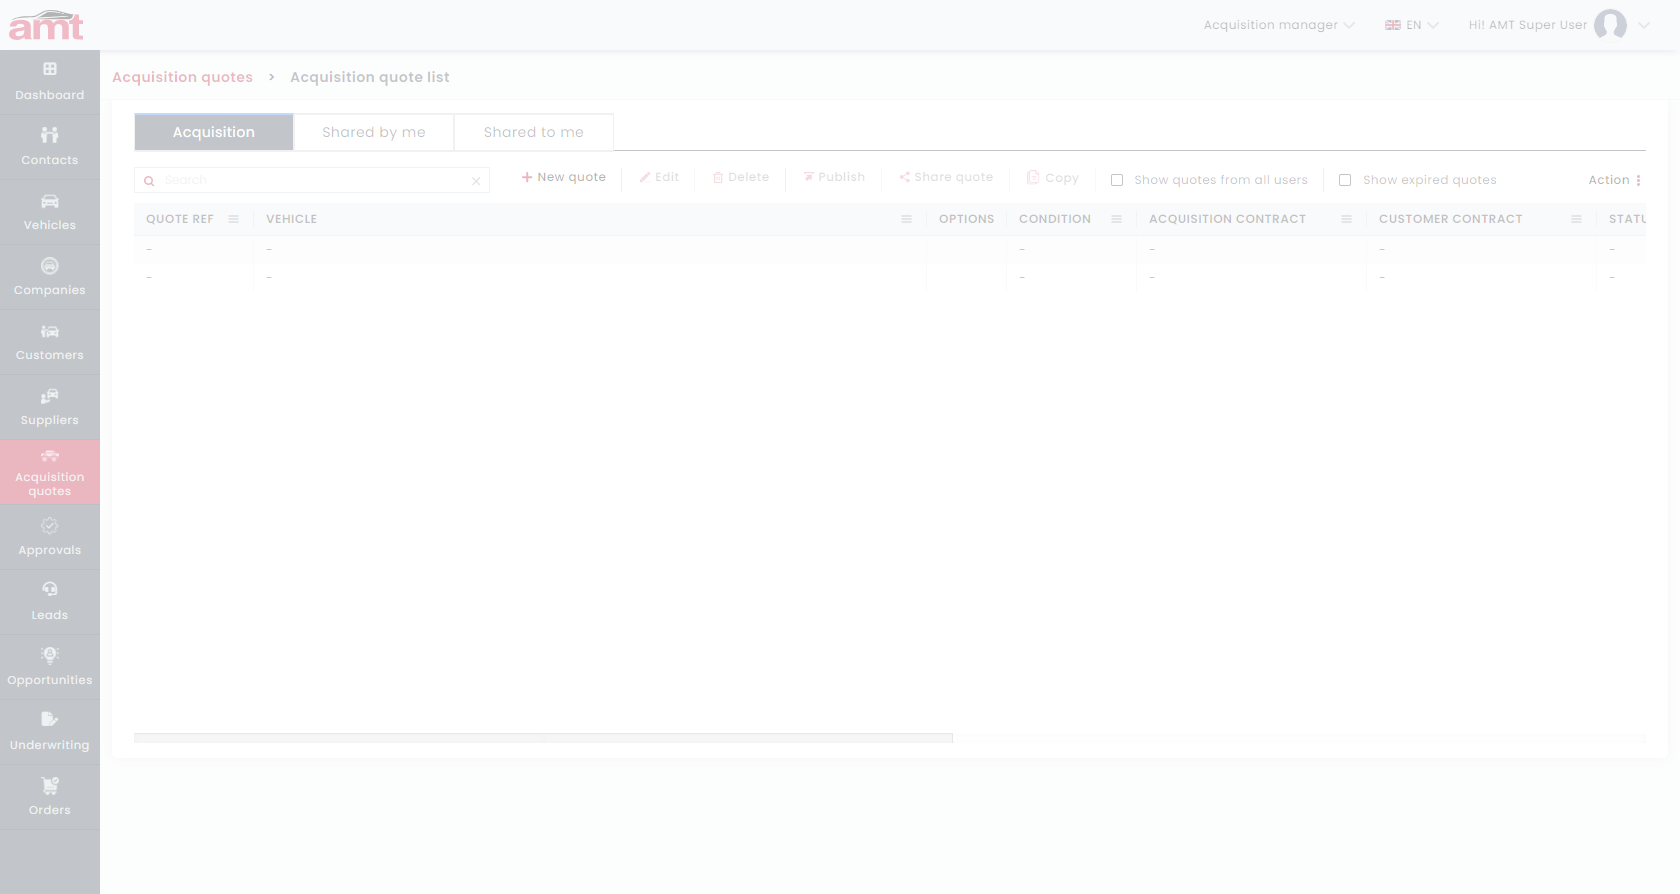 amt
Acquisition manager
EN
Hi! AMT Super User
Dashboard
Contacts
Vehicles
Companies
Customers
Suppliers
Acquisition
quotes
Approvals
Leads
Opportunities
Underwriting
Orders
Acquisition quotes > Acquisition quote list
Acquisition
Shared by me
Shared to me
Search
New quote
Edit
Delete
Publish
Share quote
Copy
Show quotes from all users
Show expired quotes
Action
QUOTE REF
VEHICLE
OPTIONS
CONDITION
ACQUISITION CONTRACT
CUSTOMER CONTRACT
STATU
- - - - - -
- - - - - -